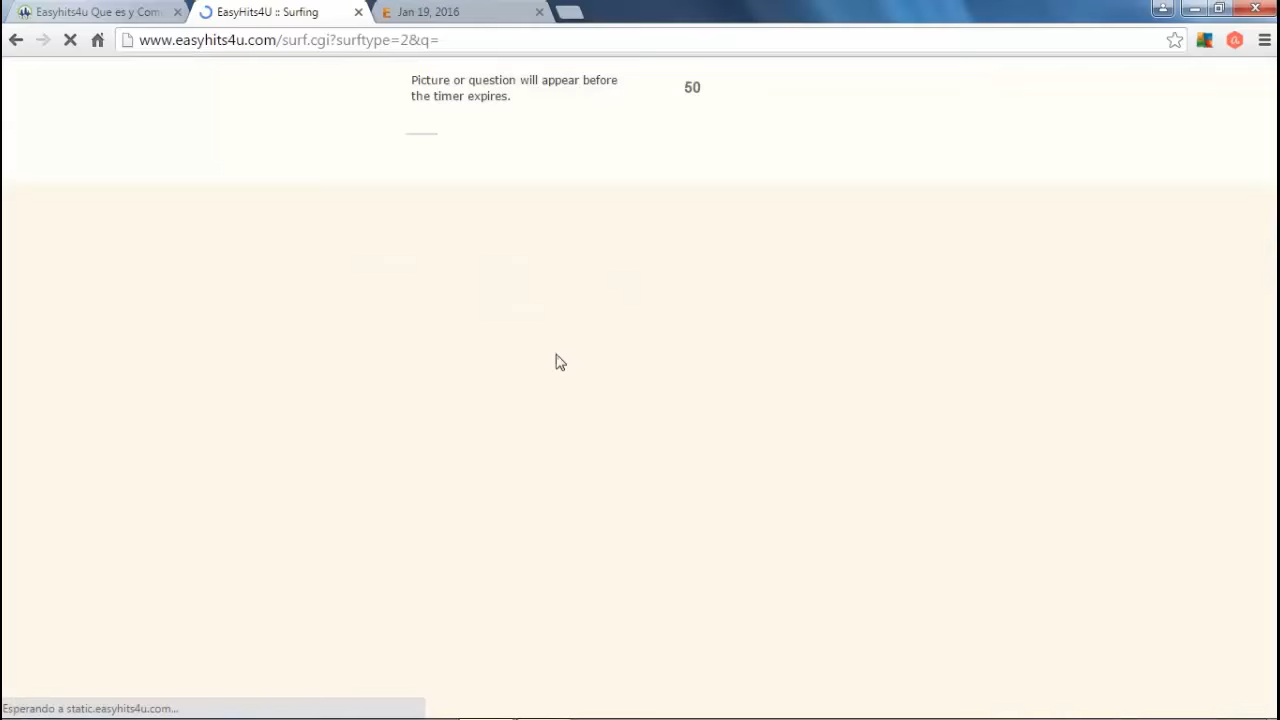 Easyhits4u Que es y Com
EasyHits4U :: Surfing
Jan 19, 2016
www.easyhits4u.com/surf.cgi?surftype=2&q=
Picture or question will appear before
the timer expires.
50
Esperando a static.easyhits4u.com...